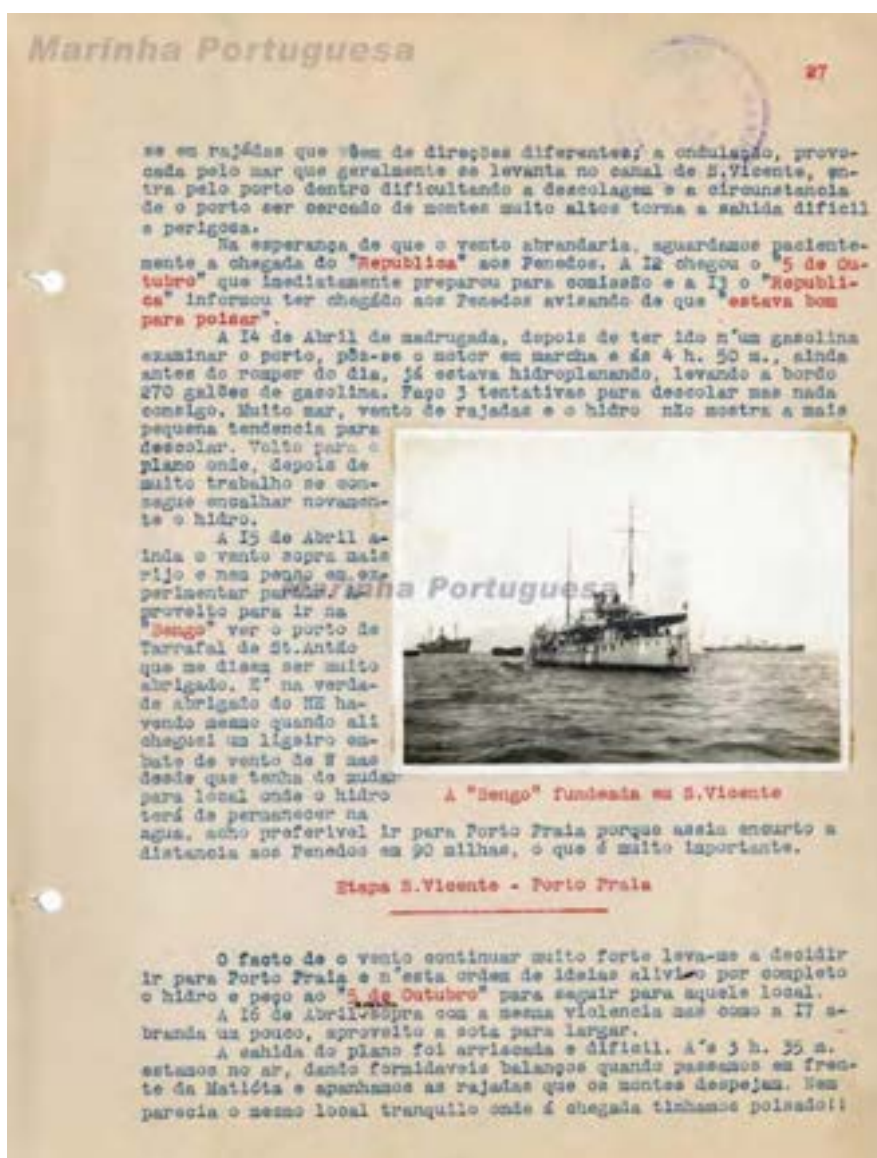 Marinha Portuguesa
27
se em rajádas que vêem de direções diferentes; a ondulação, provo-
cada pelo mar que geralmente se levanta no canal de S.Vicente, en-
tra pelo porto dentro dificultando a descolagem e a circunstancia
de o porto ser cercado de montes muito altos torna a sahida dificil
e perigosa.
Na esperança de que o vento abrandaria, aguardamos paciente-
mente a chegada do "Republica" aos Penedos. A I2 chegou o "5 de Ou-
tubro" que imediatamente preparou para comissão e a I3 o "Republi-
ca" informou ter chegádo aos Penedos avisando de que "estava bom
para poisar".
A I4 de Abril de madrugada, depois de ter ido n'um gasolina
examinar o porto, pôs-se o motor em marcha e ás 4 h. 50 m., ainda
antes do romper do dia, já estava hidroplanando, levando a bordo
270 galões de gasolina. Faço 3 tentativas para descolar mas nada
consigo. Muito mar, vento de rajadas e o hidro não mostra a mais
pequena tendencia para
descolar. Volto para o
plano onde, depois de
muito trabalho se con-
segue encalhar novamen-
te o hidro.
A I5 de Abril a-
inda o vento sopra mais
rijo e nem penso em ex-
perimentar
proveito para ir na
"Bengo" ver o porto de
Tarrafal de St.Antão
que me dizem ser muito
abrigado. E' na verda-
de abrigado do NE ha-
vendo mesmo quando ali
cheguei um ligeiro em-
bate de vento de W mas
desde que tenha de mudar
para local onde o hidro
terá de permanecer na
agua, acho preferivel ir para Porto Praia porque assim encurto a
distancia aos Penedos em 90 milhas, o que é muito importante.
Marinha Portuguesa
A "Bengo" fundeada em S.Vicente
Etapa S.Vicente - Porto Praia
O facto de o vento continuar muito forte leva-me a decidir
ir para Porto Praia e n'esta ordem de ideias alivio por completo
o hidro e peço ao "5 de Outubro" para seguir para aquele local.
A I6 de Abril sopra com a mesma violencia mas como a I7 a-
branda um pouco, aproveito a sota para largar.
A sahida do plano foi arriscada e dificil. A's 3 h. 35 m.
estamos no ar, dando formidaveis balanços quando passamos em fren-
te da Matióta e apanhamos as rajadas que os montes despejam. Nem
parecia o mesmo local tranquilo onde á chegada tinhamos poisado!!